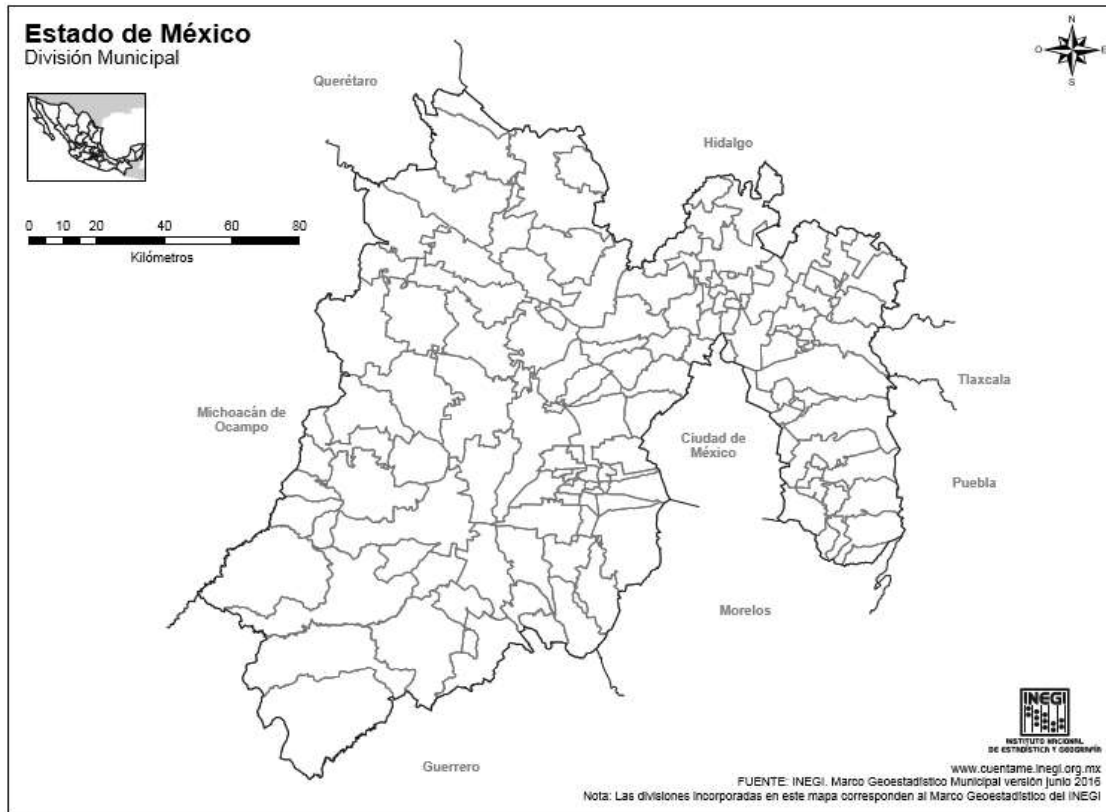 Estado de México
División Municipal
N
O
E
S
Querétaro
Hidalgo
0 10 20 40 60 80
Kilómetros
Tlaxcala
Michoacán de
Ocampo
Ciudad de
México
Puebla
Morelos
Guerrero
INEGI
INSTITUTO NACIONAL
DE ESTADÍSTICA Y GEOGRAFÍA
www.cuentame.inegi.org.mx
FUENTE: INEGI. Marco Geoestadístico Municipal versión junio 2016
Nota: Las divisiones incorporadas en este mapa corresponden al Marco Geoestadístico del INEGI